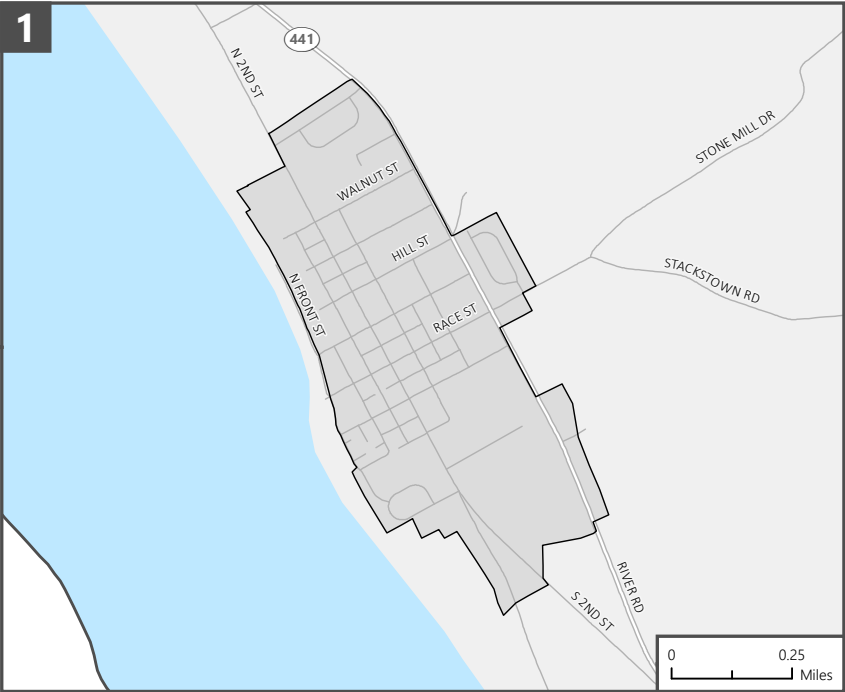 1
441
N 2ND ST
STONE MILL DR
WALNUT ST
HILL ST
STACKSTOWN RD
N FRONT ST
RACE ST
RIVER RD
S 2ND ST
0 0.25
Miles